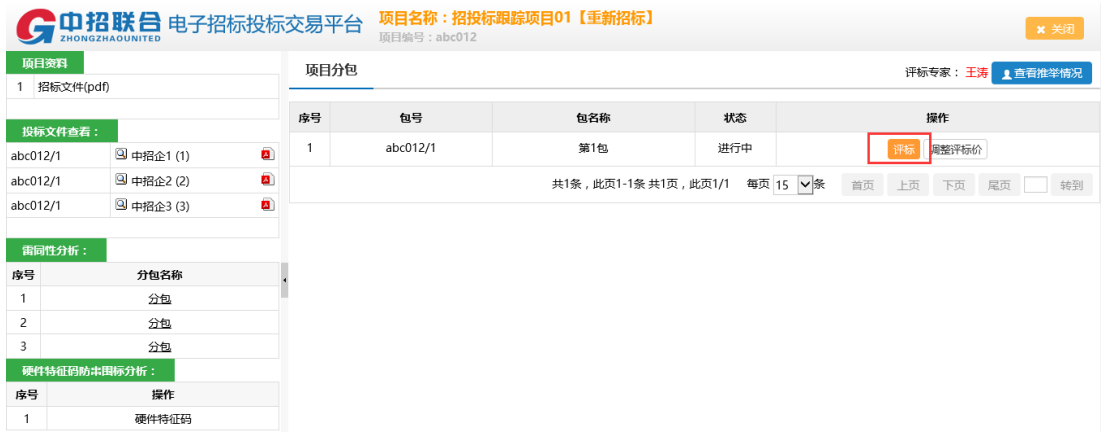 中招联合 电子招标投标交易平台
ZHONGZHAOUNITED
项目名称：招投标跟踪项目01【重新招标】
项目编号：abc012
× 关闭
项目资料
1 招标文件(pdf)
投标文件查看：
abc012/1 中招企1 (1)
abc012/1 中招企2 (2)
abc012/1 中招企3 (3)
雷同性分析：
序号 分包名称
1 分包
2 分包
3 分包
硬件特征码防串围标分析：
序号 操作
1 硬件特征码
项目分包
评标专家： 王涛 查看推举情况
序号 包号 包名称 状态 操作
1 abc012/1 第1包 进行中 评标 调整评标价
共1条，此页1-1条 共1页，此页1/1 每页 15 条 首页 上页 下页 尾页 转到